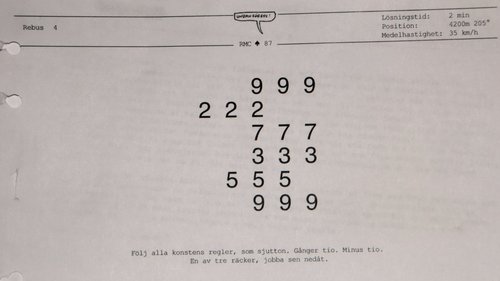 Rebus 4
RMC ♠ 87
Lösningstid: 2 min
Position: 4200m 205°
Medelhastighet: 35 km/h
9 9 9
2 2 2
7 7 7
3 3 3
5 5 5
9 9 9
Följ alla konstens regler, som sjutton. Gånger tio. Minus tio.
En av tre räcker, jobba sen nedåt.